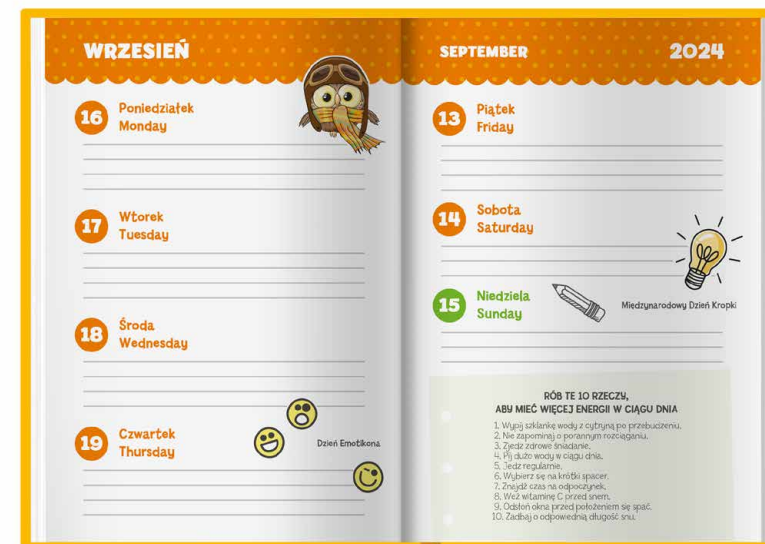 WRZESIEŃ
16 Poniedziałek
Monday
17 Wtorek
Tuesday
18 Środa
Wednesday
19 Czwartek
Thursday
Dzień Emotikona
SEPTEMBER 2024
13 Piątek
Friday
14 Sobota
Saturday
15 Niedziela
Sunday
Międzynarodowy Dzień Kropki
RÓB TE 10 RZECZY,
ABY MIEĆ WIĘCEJ ENERGII W CIĄGU DNIA
1. Wypij szklankę wody z cytryną po przebudzeniu.
2. Nie zapominaj o porannym rozciąganiu.
3. Zjedz zdrowe śniadanie.
4. Pij dużo wody w ciągu dnia.
5. Jedz regularnie.
6. Wybierz się na krótki spacer.
7. Znajdź czas na odpoczynek.
8. Weź witaminę C przed snem.
9. Odsłoń okna przed położeniem się spać.
10. Zadbaj o odpowiednią długość snu.